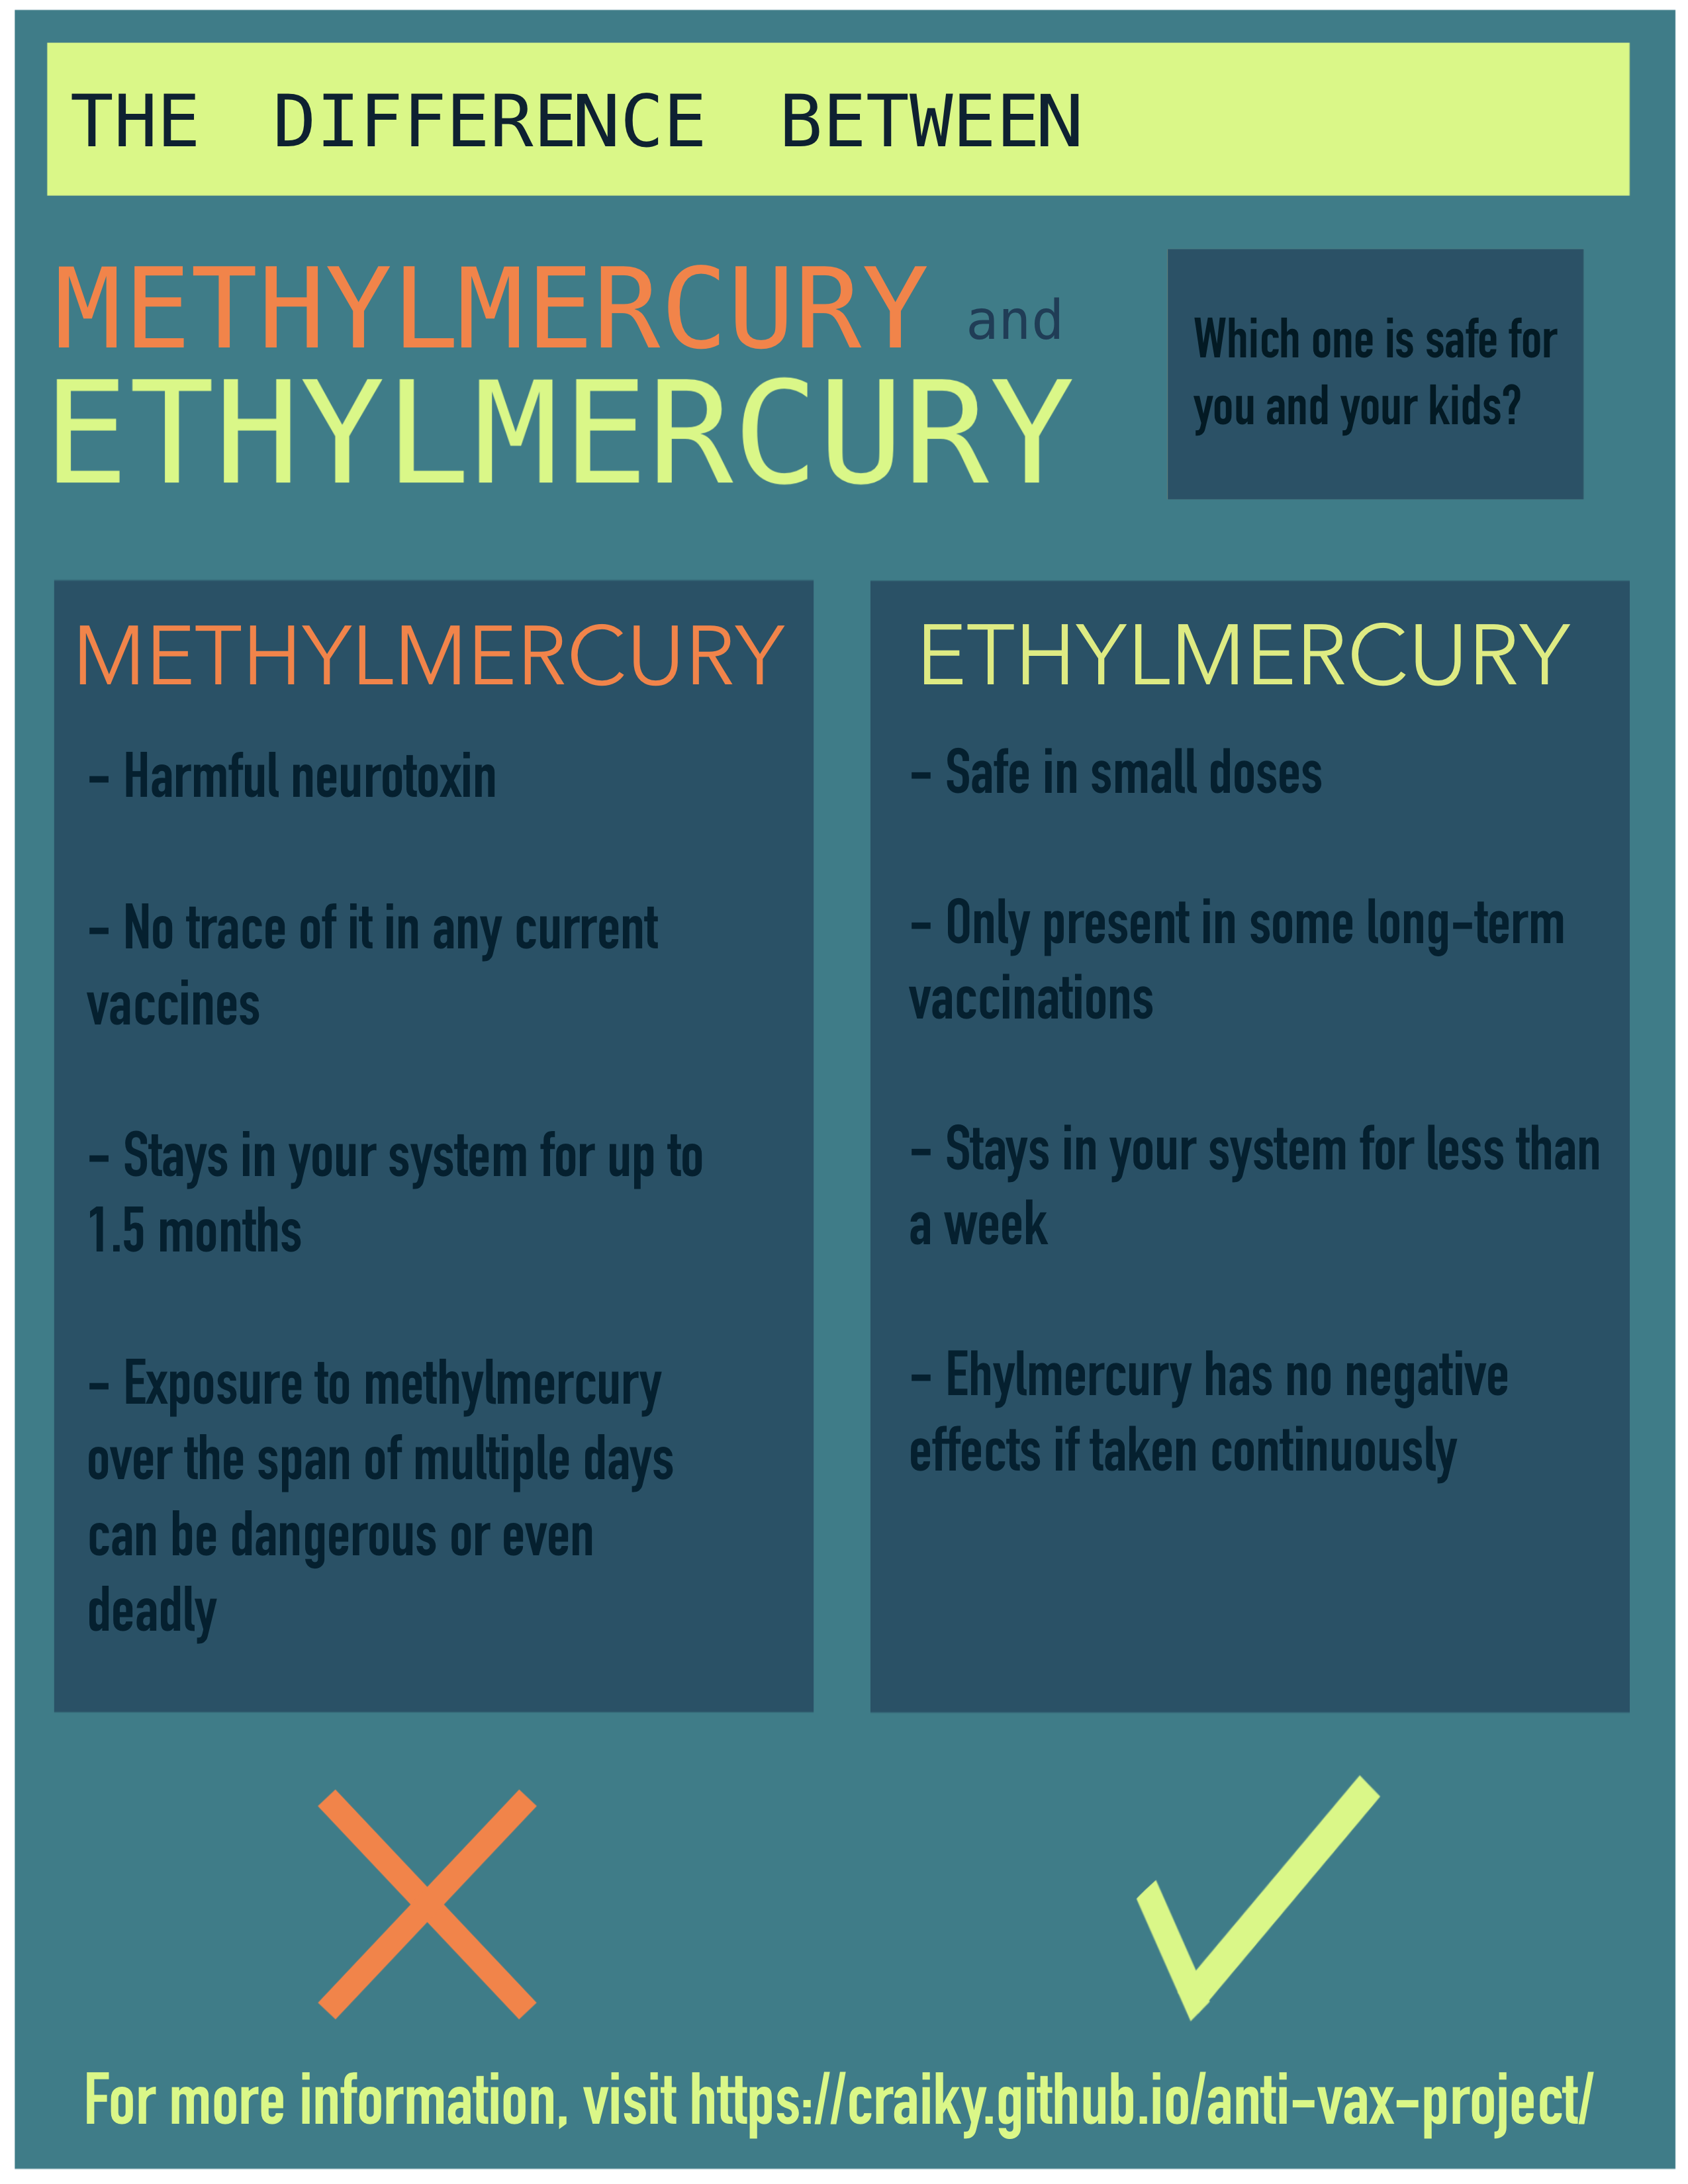 THE DIFFERENCE BETWEEN
METHYLMERCURY and
ETHYLMERCURY
Which one is safe for
you and your kids?
METHYLMERCURY
- Harmful neurotoxin
- No trace of it in any current
vaccines
- Stays in your system for up to
1.5 months
- Exposure to methylmercury
over the span of multiple days
can be dangerous or even
deadly
ETHYLMERCURY
- Safe in small doses
- Only present in some long-term
vaccinations
- Stays in your system for less than
a week
- Ehylmercury has no negative
effects if taken continuously
For more information, visit https://craiky.github.io/anti-vax-project/